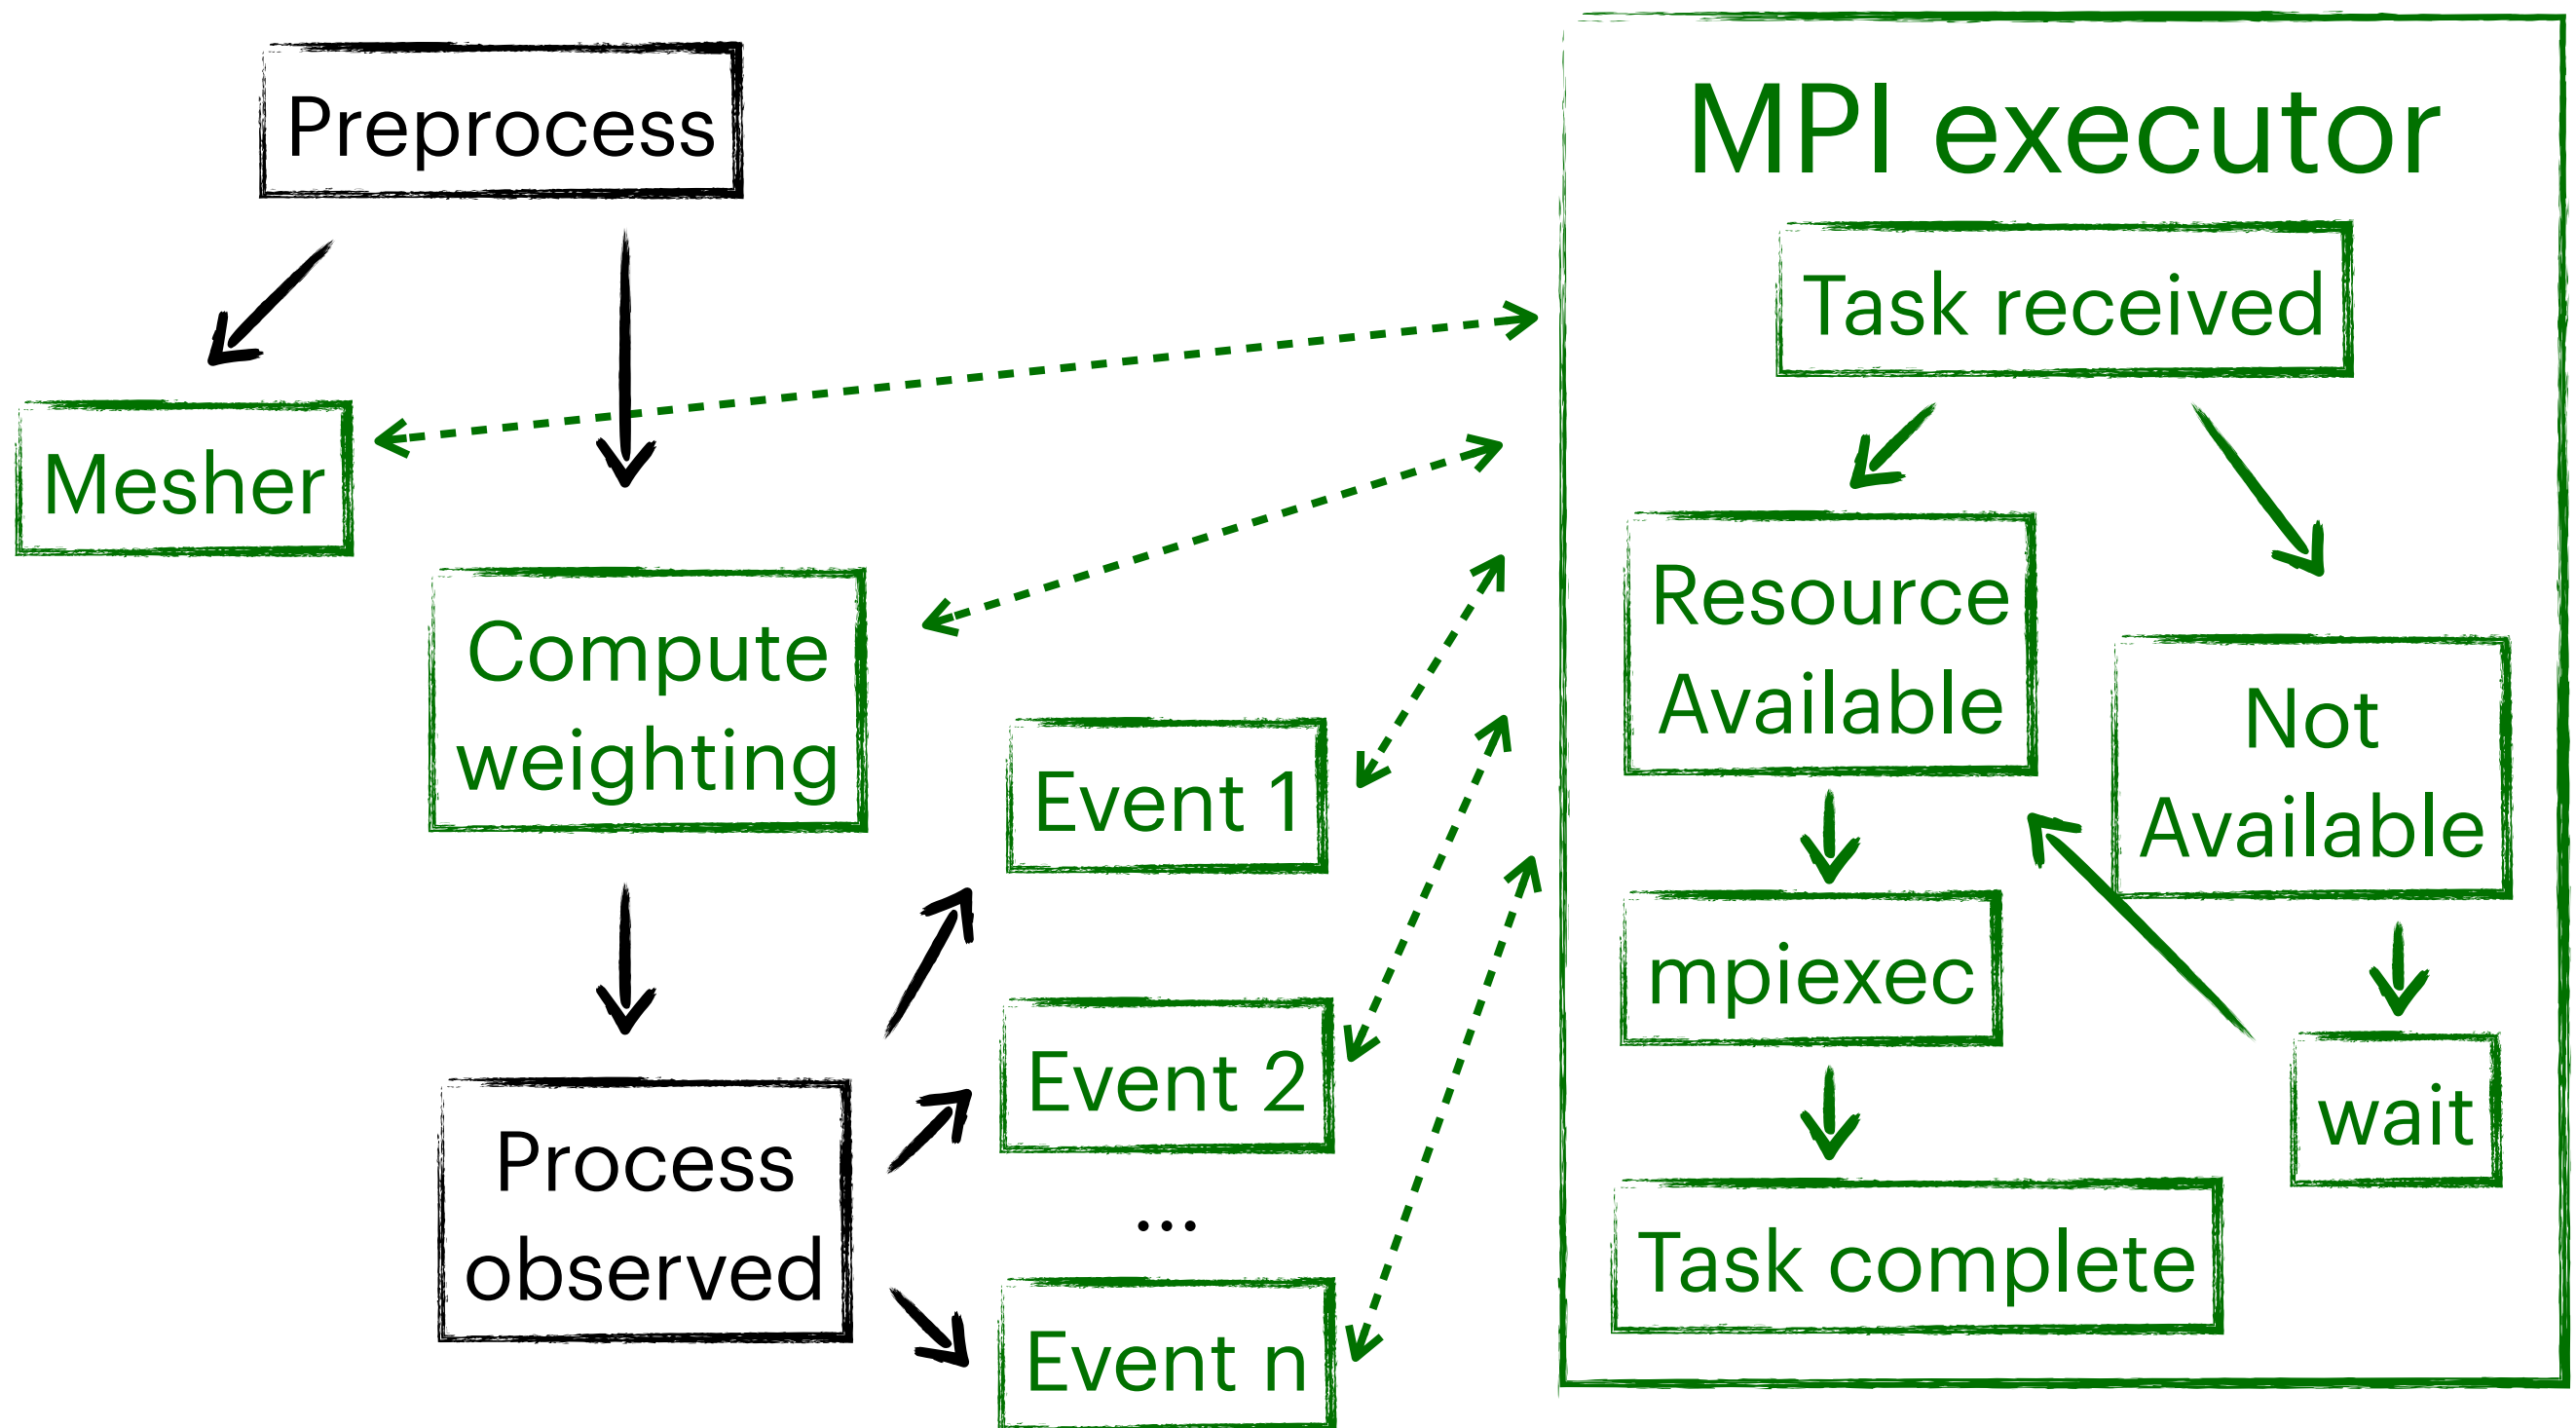 Preprocess
Mesher
Compute
weighting
Process
observed
Event 1
Event 2
...
Event n
MPI executor
Task received
Resource
Available
Not
Available
mpiexec
wait
Task complete